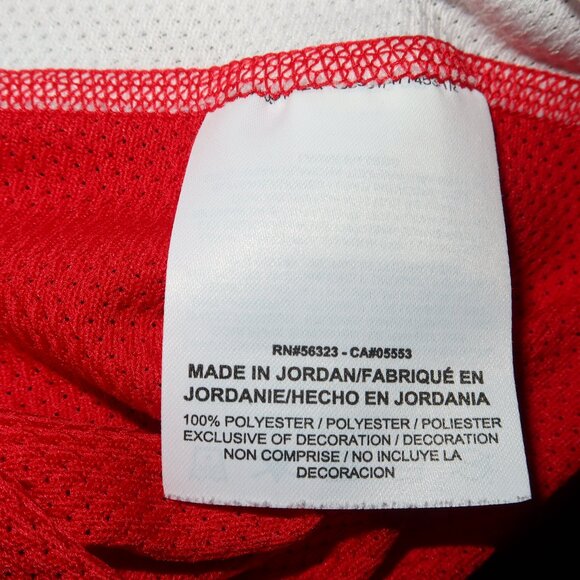 RN#56323 - CA#05553
MADE IN JORDAN/FABRIQUÉ EN
JORDANIE/HECHO EN JORDANIA
100% POLYESTER / POLYESTER / POLIESTER
EXCLUSIVE OF DECORATION / DECORATION
NON COMPRISE / NO INCLUYE LA
DECORACION